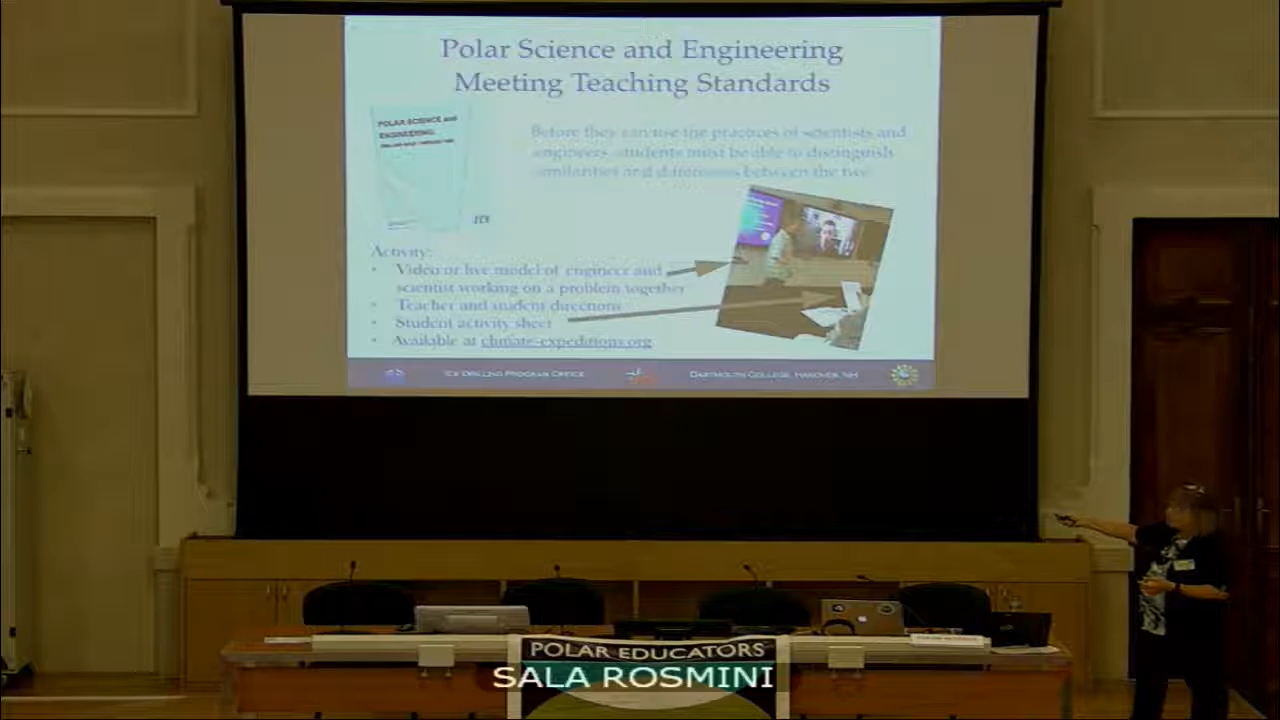 Polar Science and Engineering
Meeting Teaching Standards
POLAR SCIENCE and
ENGINEERING:
Before they can use the practices of scientists and
engineers, students must be able to distinguish
similarities and differences between the two
Activity:
• Video or live model of engineer and
scientist working on a problem together
• Teacher and student directions
• Student activity sheet
• Available at climate-expeditions.org
ICE DRILLING PROGRAM OFFICE
DARTMOUTH COLLEGE, HANOVER, NH
POLAR EDUCATORS
SALA ROSMINI